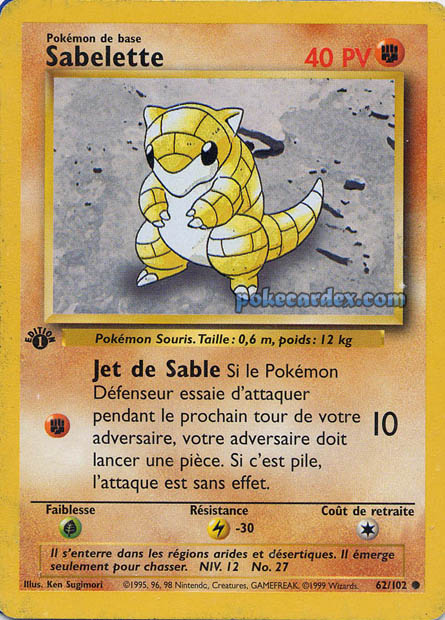 Pokémon de base
Sabelette
40 PV
pokecardex.com
EDITION 1
Pokémon Souris. Taille: 0,6 m, poids: 12 kg
Jet de Sable Si le Pokémon
Défenseur essaie d'attaquer
pendant le prochain tour de votre
adversaire, votre adversaire doit
lancer une pièce. Si c'est pile,
l'attaque est sans effet.
10
Faiblesse
Résistance
-30
Coût de retraite
Il s'enterre dans les régions arides et désertiques. Il émerge
seulement pour chasser. NIV. 12 No. 27
Illus. Ken Sugimori
©1995, 96, 98 Nintendo, Creatures, GAMEFREAK. ©1999 Wizards.
62/102